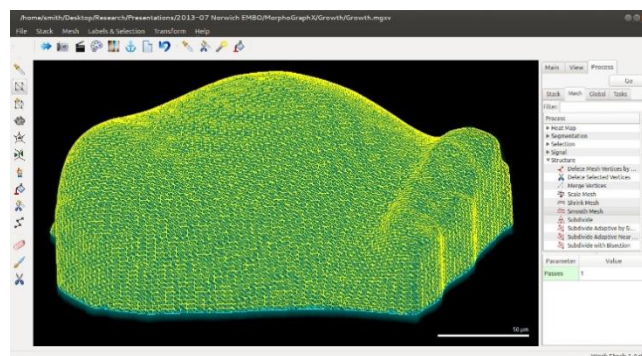 /home/smith/Desktop/Research/Presentations/2013-07 Norwich EMBO/MorphoGraphX/Growth/Growth.mgxv
File Stack Mesh Labels & Selection Transform Help
Main View Process
Go
Stack Mesh Global Tasks
Filter:
Process
Heat Map
Segmentation
Selection
Signal
Structure
Delete Mesh Vertices by ...
Delete Selected Vertices
Merge Vertices
Scale Mesh
Shrink Mesh
Smooth Mesh
Subdivide
Subdivide Adaptive by B...
Subdivide Adaptive Near ...
Subdivide with Bisection
Parameter Value
Passes 1
50 µm